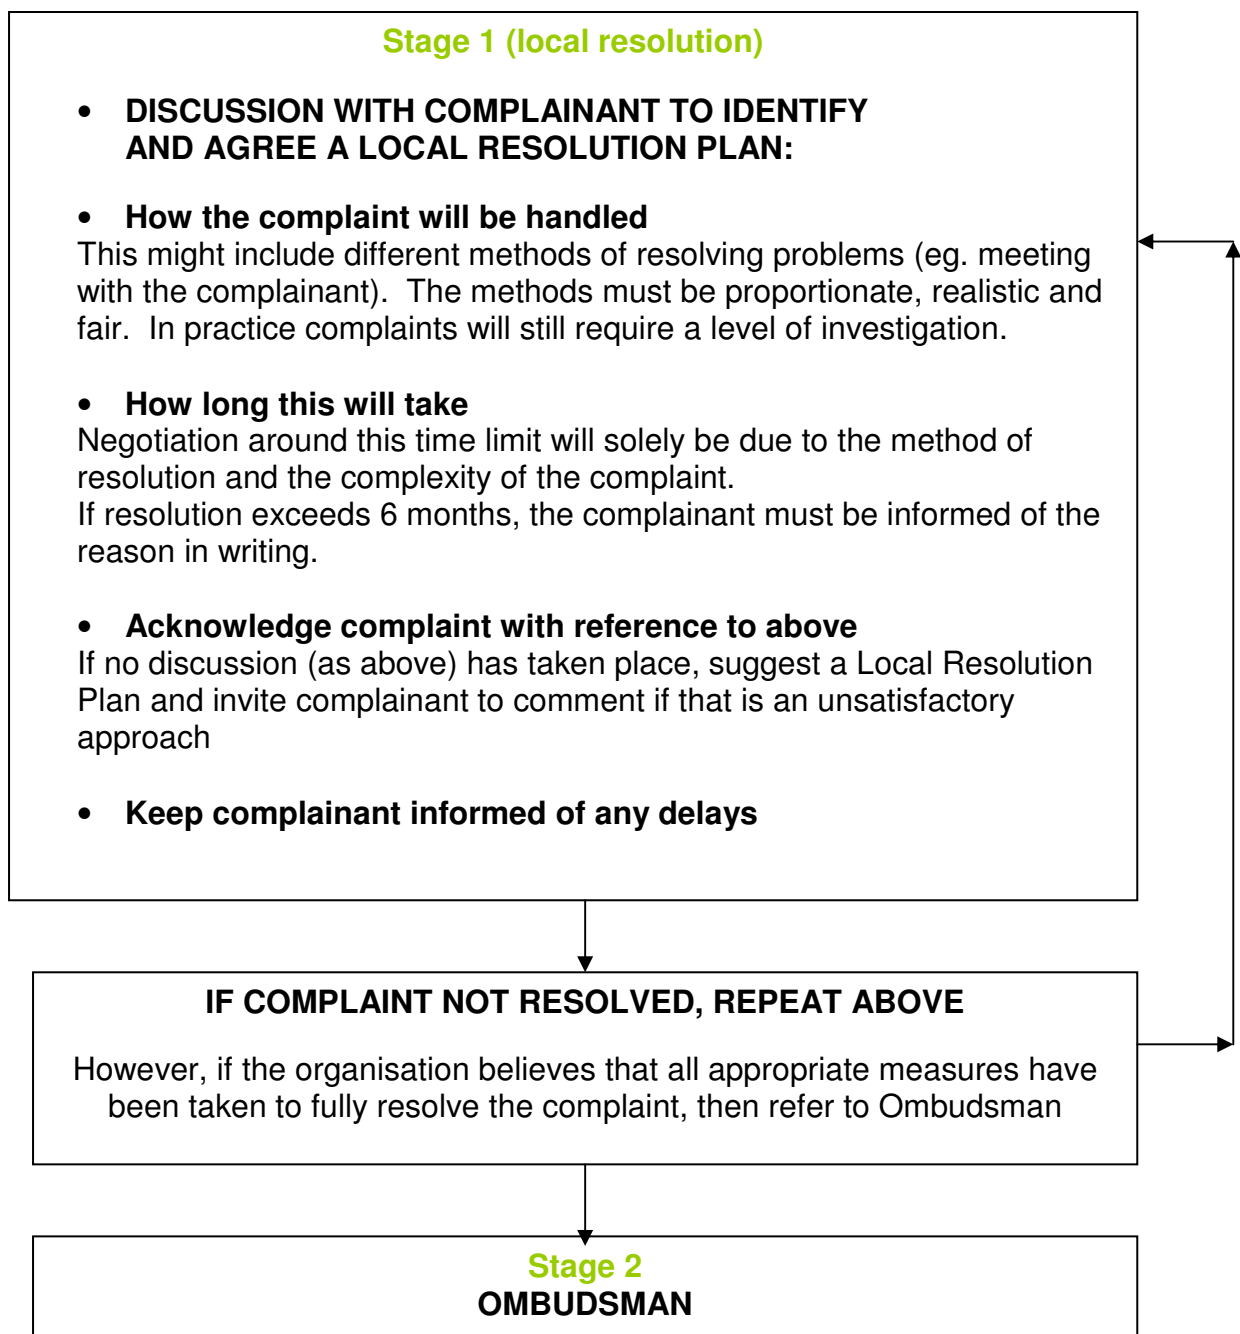 Stage 1 (local resolution)
• DISCUSSION WITH COMPLAINANT TO IDENTIFY
AND AGREE A LOCAL RESOLUTION PLAN:
• How the complaint will be handled
This might include different methods of resolving problems (eg. meeting
with the complainant). The methods must be proportionate, realistic and
fair. In practice complaints will still require a level of investigation.
• How long this will take
Negotiation around this time limit will solely be due to the method of
resolution and the complexity of the complaint.
If resolution exceeds 6 months, the complainant must be informed of the
reason in writing.
• Acknowledge complaint with reference to above
If no discussion (as above) has taken place, suggest a Local Resolution
Plan and invite complainant to comment if that is an unsatisfactory
approach
• Keep complainant informed of any delays
IF COMPLAINT NOT RESOLVED, REPEAT ABOVE
However, if the organisation believes that all appropriate measures have
been taken to fully resolve the complaint, then refer to Ombudsman
Stage 2
OMBUDSMAN